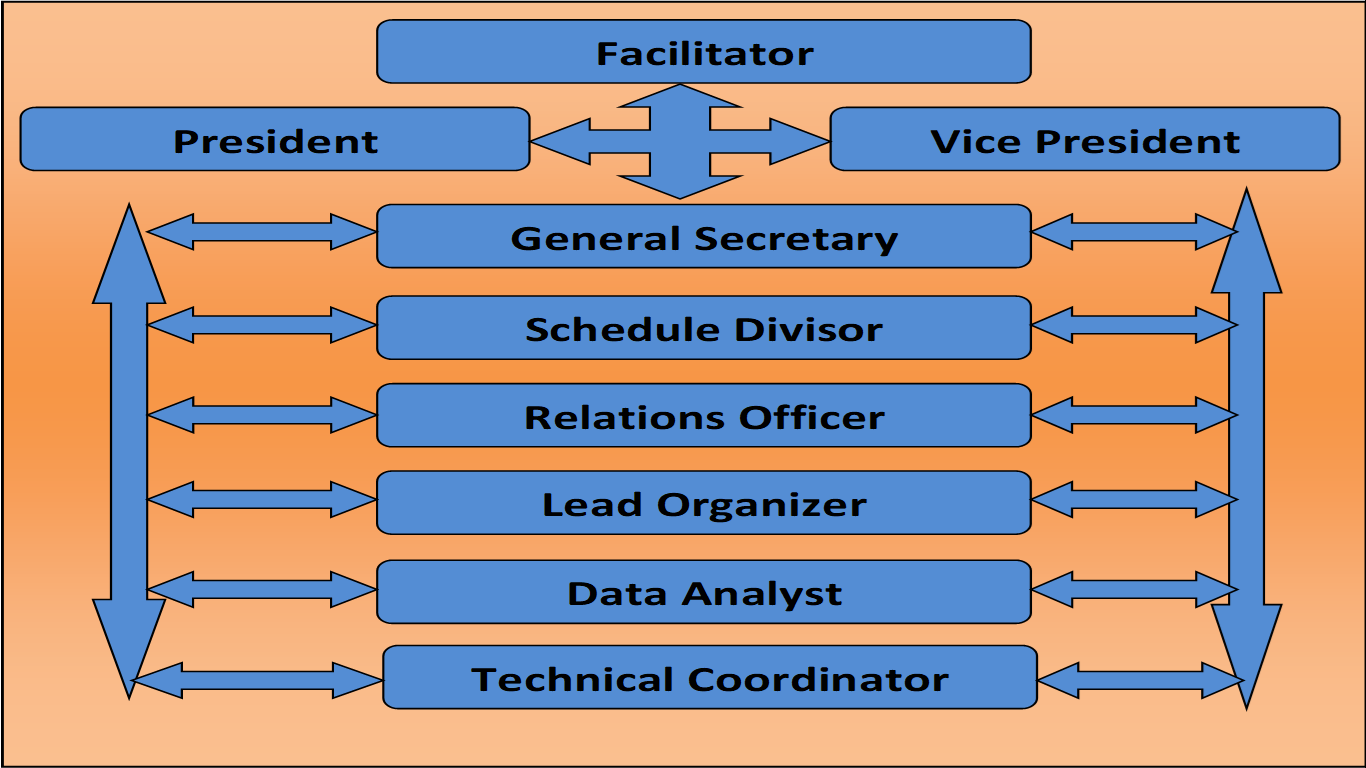 Facilitator
President
Vice President
General Secretary
Schedule Divisor
Relations Officer
Lead Organizer
Data Analyst
Technical Coordinator